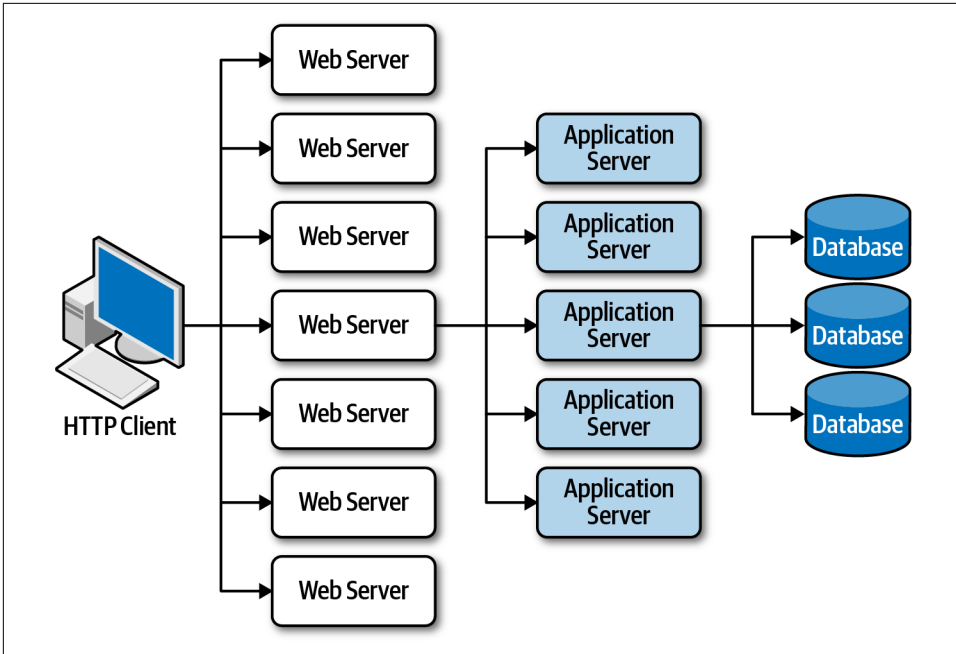 HTTP Client
Web Server
Web Server
Web Server
Web Server
Web Server
Web Server
Web Server
Application
Server
Application
Server
Application
Server
Application
Server
Application
Server
Database
Database
Database